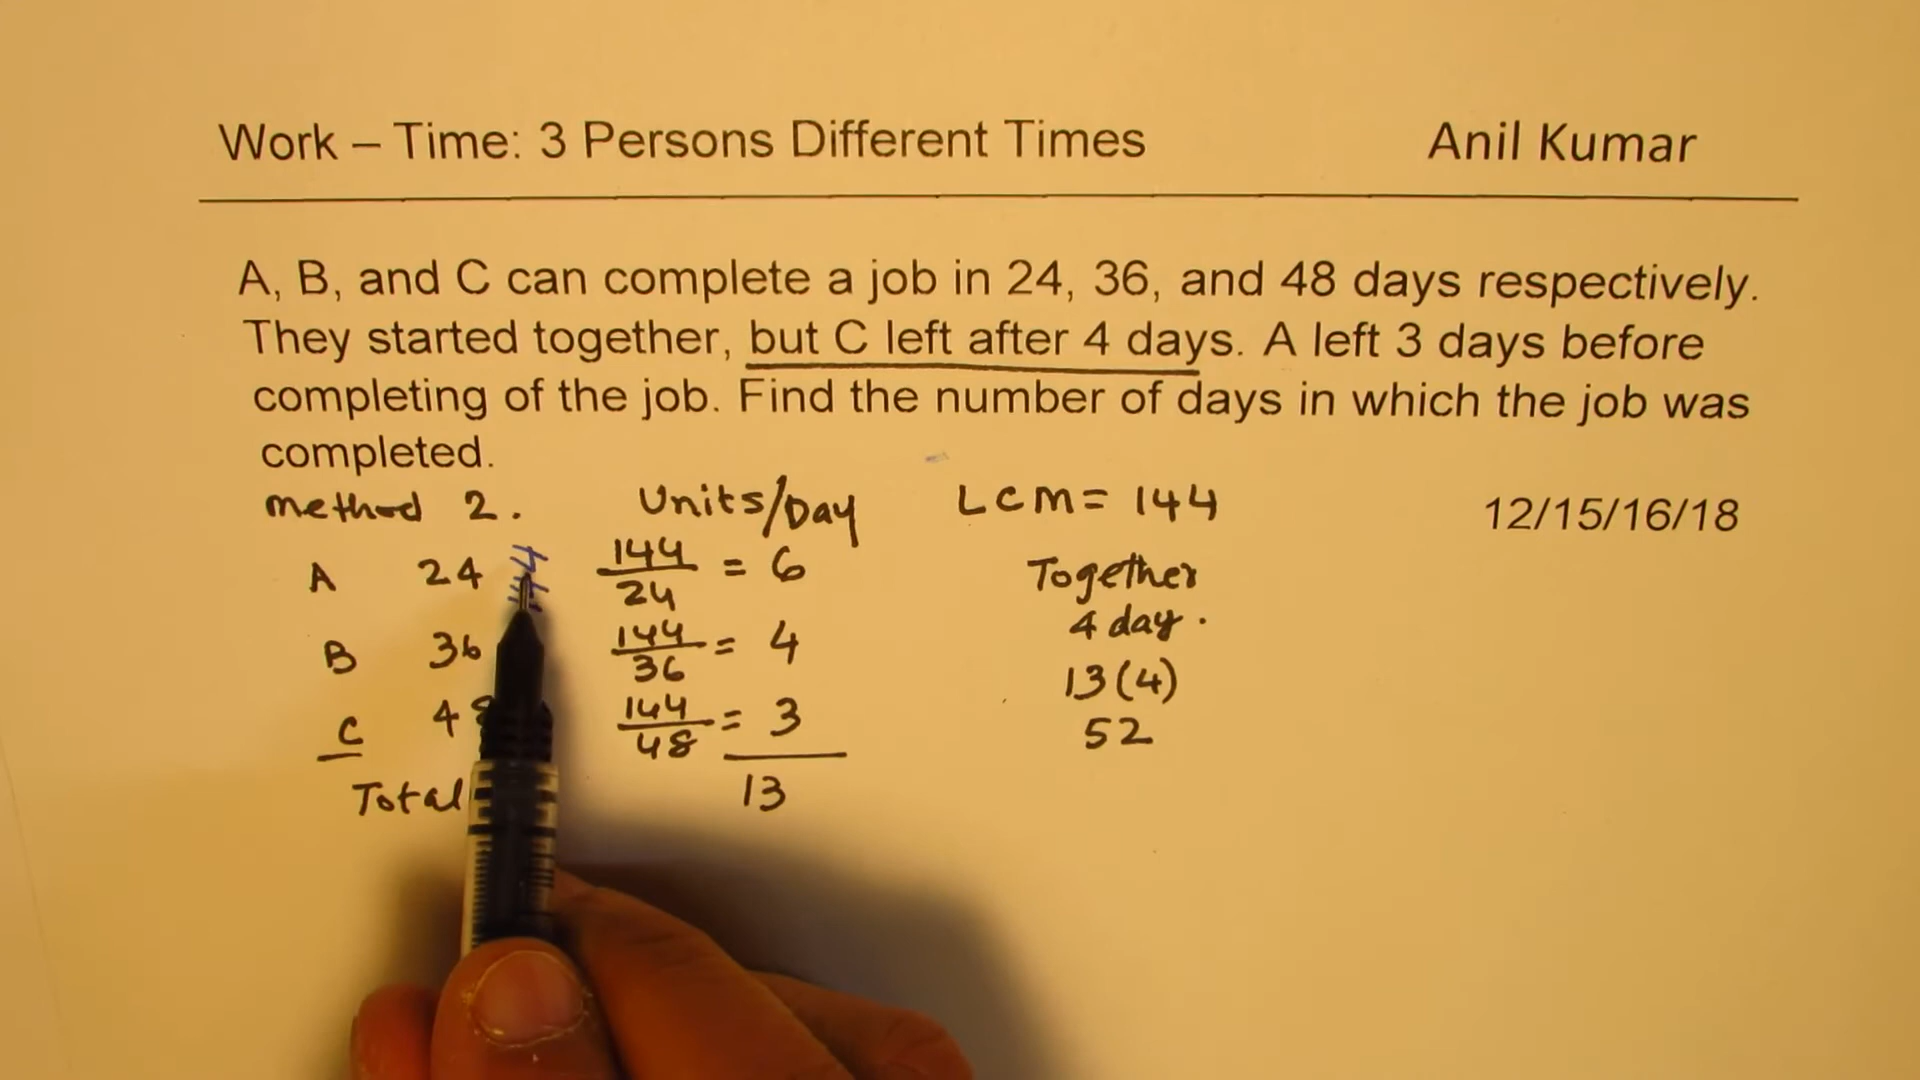 Work – Time: 3 Persons Different Times Anil Kumar
A, B, and C can complete a job in 24, 36, and 48 days respectively.
They started together, but C left after 4 days. A left 3 days before
completing of the job. Find the number of days in which the job was
completed.
method 2. Units/Day LCM = 144 12/15/16/18
A 24 144/24 = 6 Together
4 day.
B 36 144/36 = 4 13(4)
C 48 144/48 = 3 52
Total 13